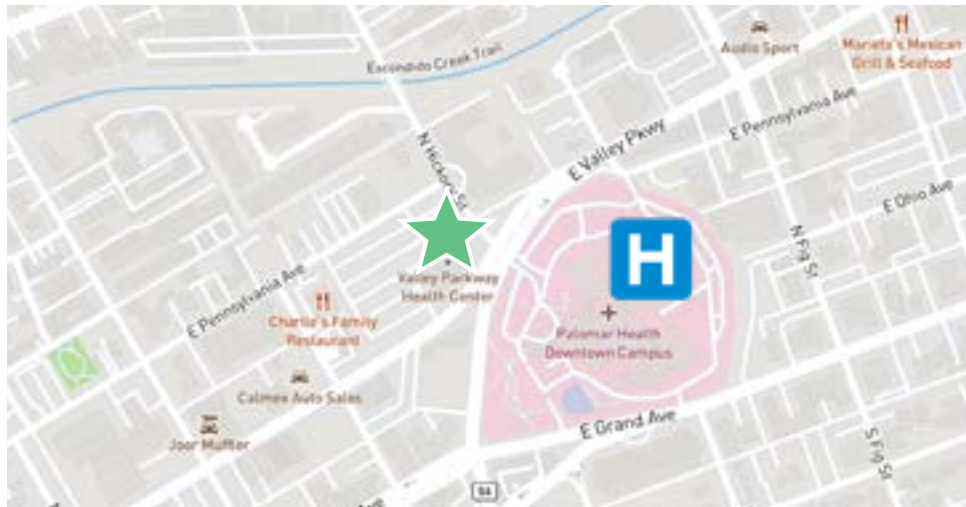 Escondido Creek Trail
Audio Sport
Marieta's Mexican
Grill & Seafood
N Hickory St
E Valley Pkwy
E Pennsylvania Ave
E Ohio Ave
N Fig St
H
Valley Parkway
Health Center
E Pennsylvania Ave
Charlie's Family
Restaurant
Palomar Health
Downtown Campus
Calmex Auto Sales
Joor Muffler
E Grand Ave
S Fig St
Ave